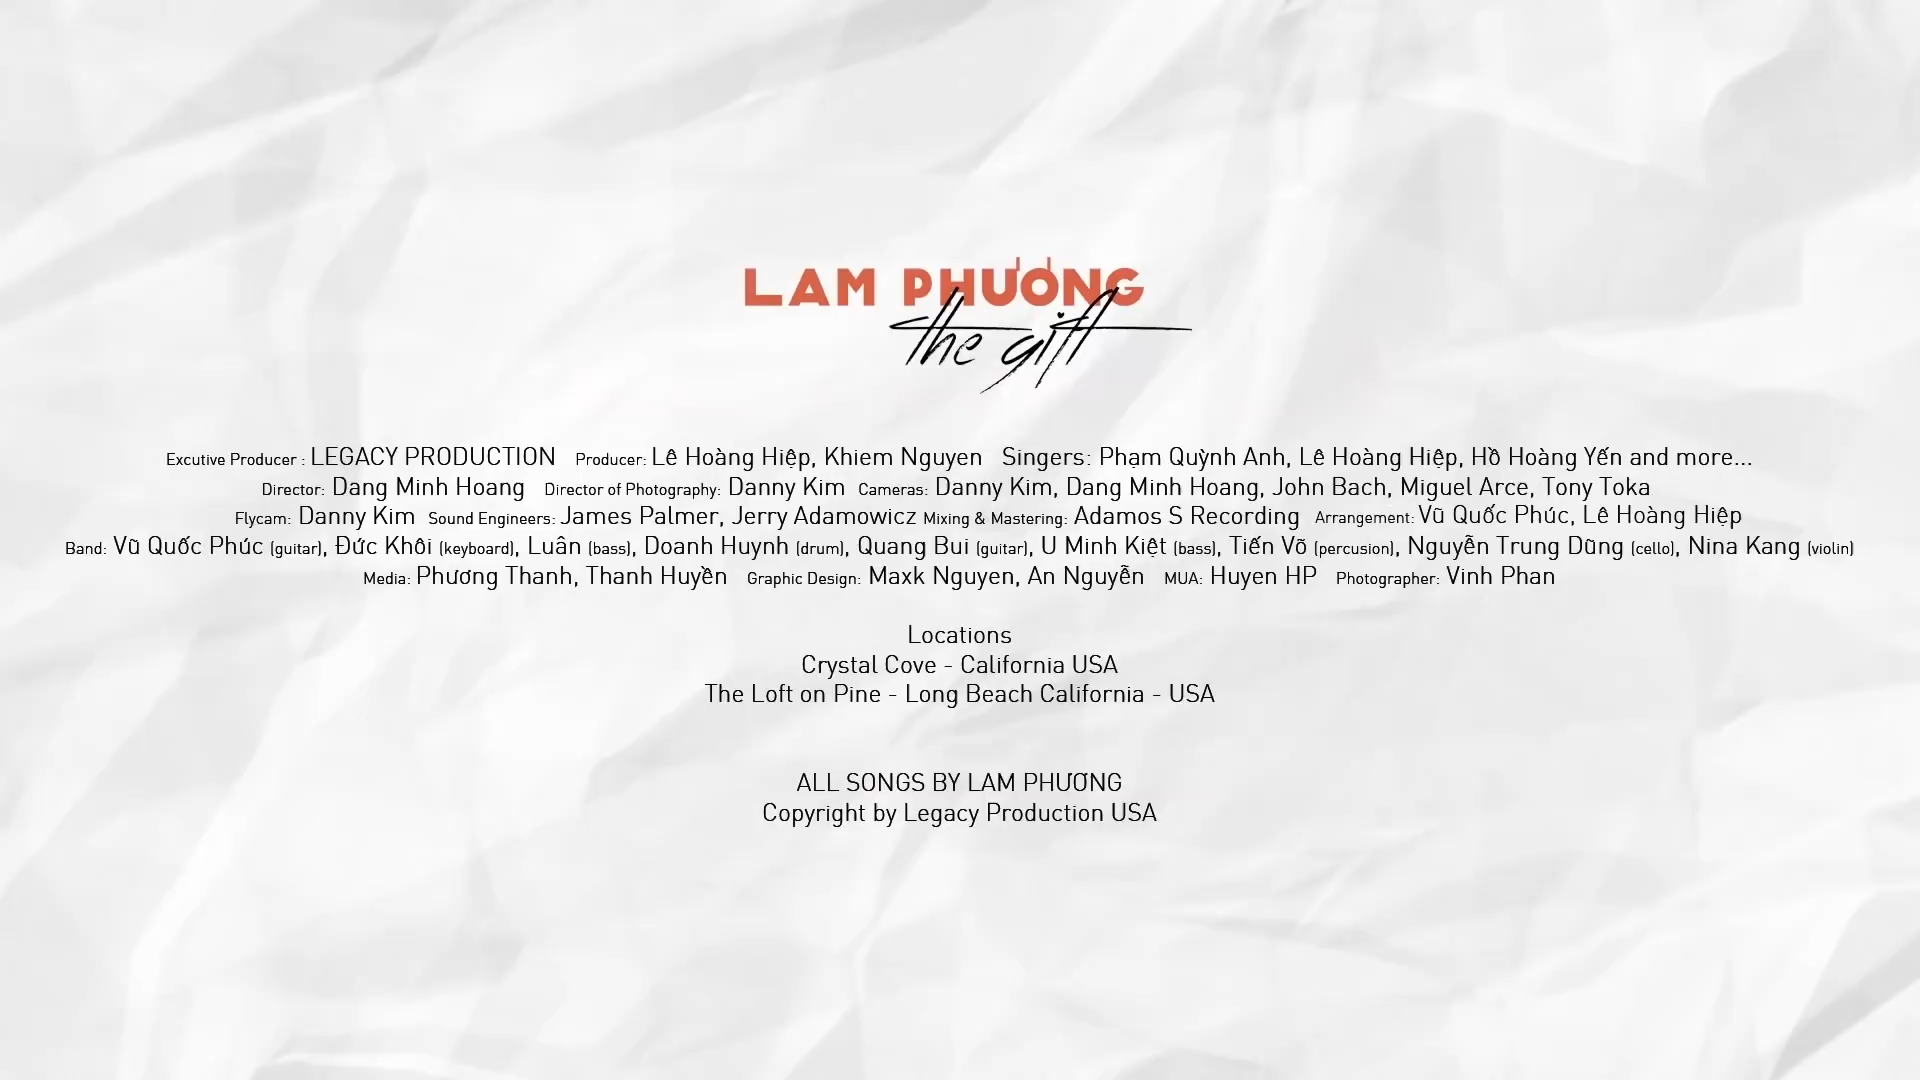 LAM PHƯƠNG
the gift
Excutive Producer : LEGACY PRODUCTION Producer: Lê Hoàng Hiệp, Khiem Nguyen Singers: Phạm Quỳnh Anh, Lê Hoàng Hiệp, Hồ Hoàng Yến and more...
Director: Dang Minh Hoang Director of Photography: Danny Kim Cameras: Danny Kim, Dang Minh Hoang, John Bach, Miguel Arce, Tony Toka
Flycam: Danny Kim Sound Engineers: James Palmer, Jerry Adamowicz Mixing & Mastering: Adamos S Recording Arrangement: Vũ Quốc Phúc, Lê Hoàng Hiệp
Band: Vũ Quốc Phúc (guitar), Đức Khôi (keyboard), Luân (bass), Doanh Huynh (drum), Quang Bui (guitar), U Minh Kiệt (bass), Tiến Võ (percusion), Nguyễn Trung Dũng (cello), Nina Kang (violin)
Media: Phương Thanh, Thanh Huyền Graphic Design: Maxk Nguyen, An Nguyễn MUA: Huyen HP Photographer: Vinh Phan
Locations
Crystal Cove - California USA
The Loft on Pine - Long Beach California - USA
ALL SONGS BY LAM PHƯƠNG
Copyright by Legacy Production USA